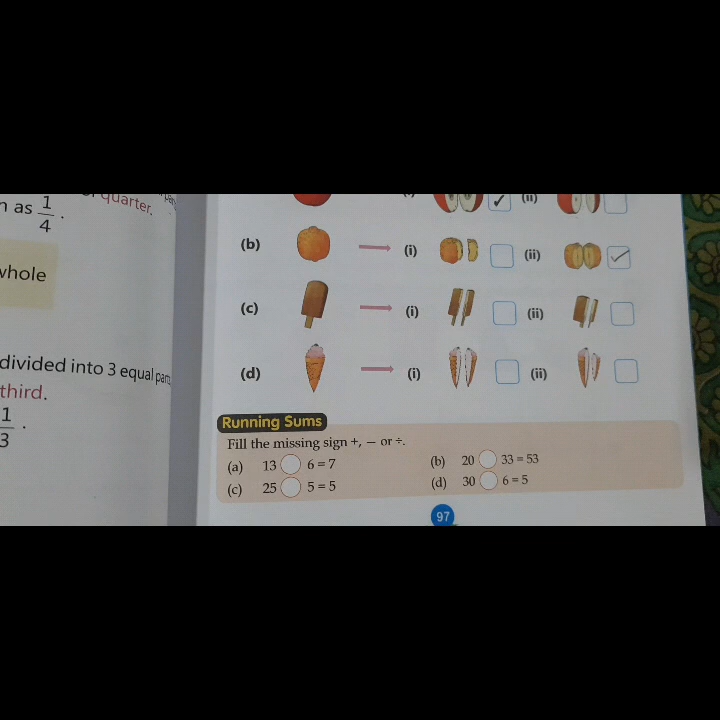 quarter.
as 1/4 .
whole
divided into 3 equal
third.
1/3 .
(ii)
(b) (i) (ii)
(c) (i) (ii)
(d) (i) (ii)
Running Sums
Fill the missing sign +, – or ÷.
(a) 13 6 = 7 (b) 20 33 = 53
(c) 25 5 = 5 (d) 30 6 = 5
97